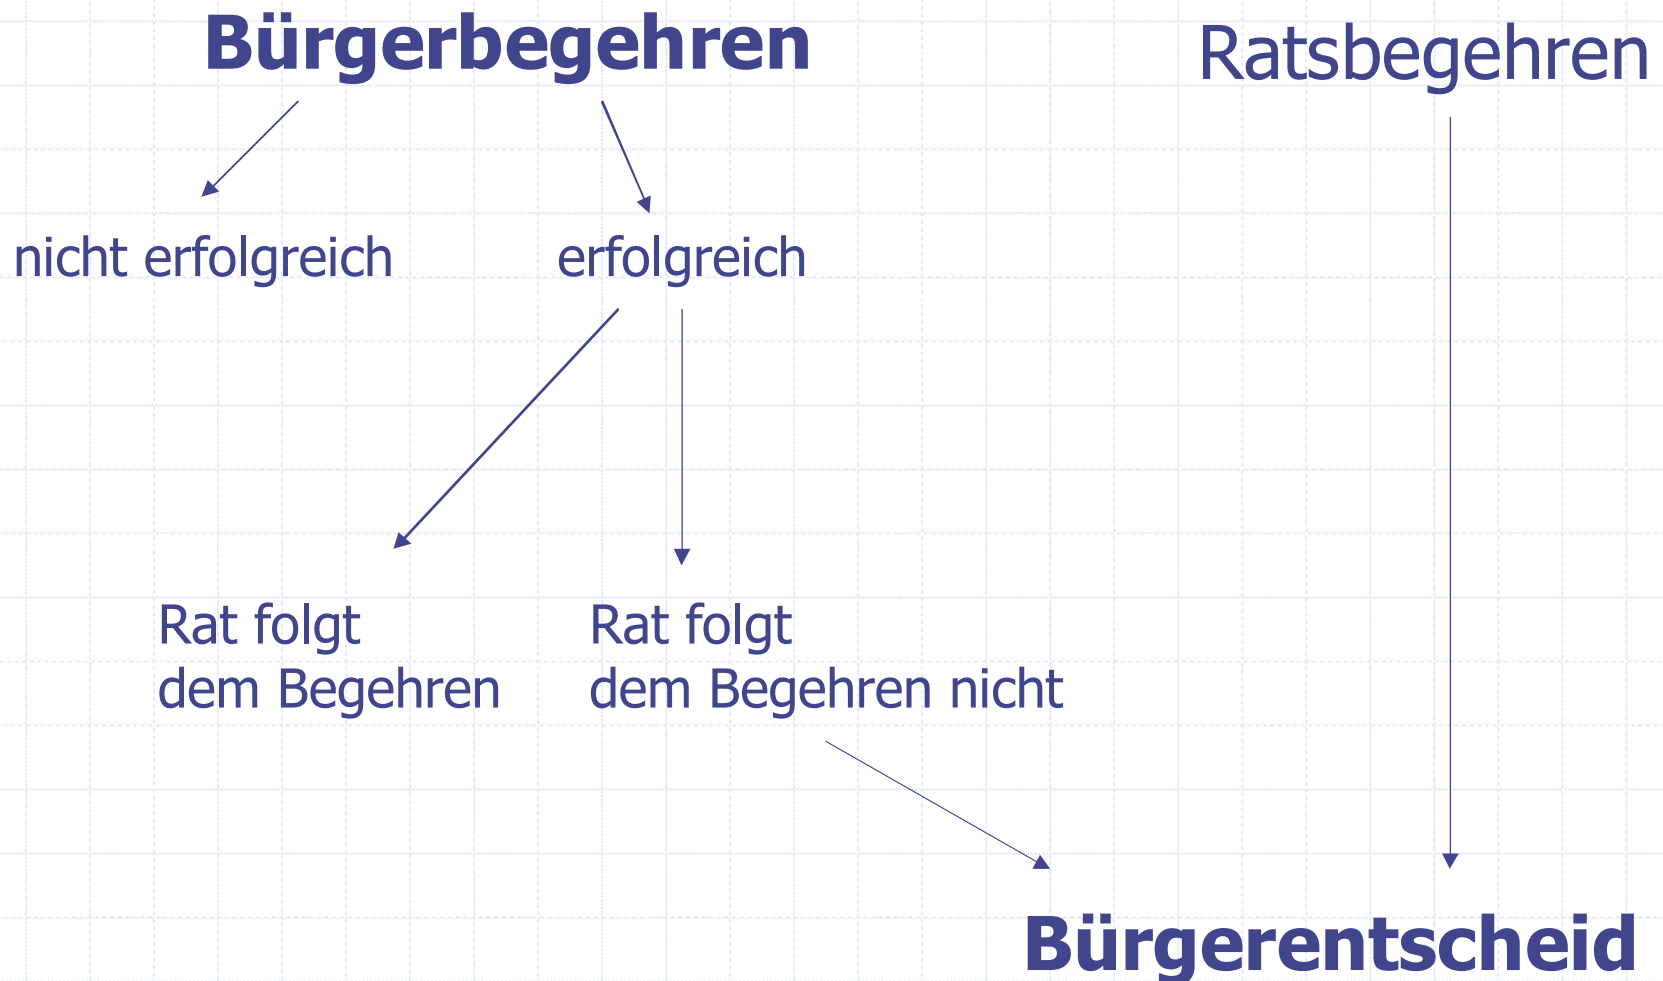 Bürgerbegehren
Ratsbegehren
nicht erfolgreich
erfolgreich
Rat folgt
dem Begehren
Rat folgt
dem Begehren nicht
Bürgerentscheid